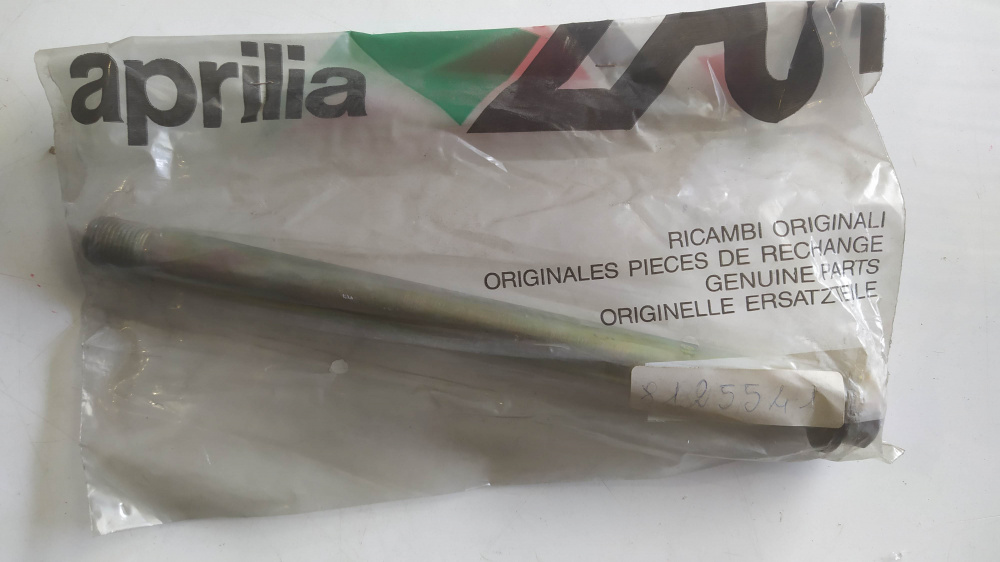 aprilia
RICAMBI ORIGINALI
ORIGINALES PIECES DE RECHANGE
GENUINE PARTS
ORIGINELLE ERSATZTEILE
8125541